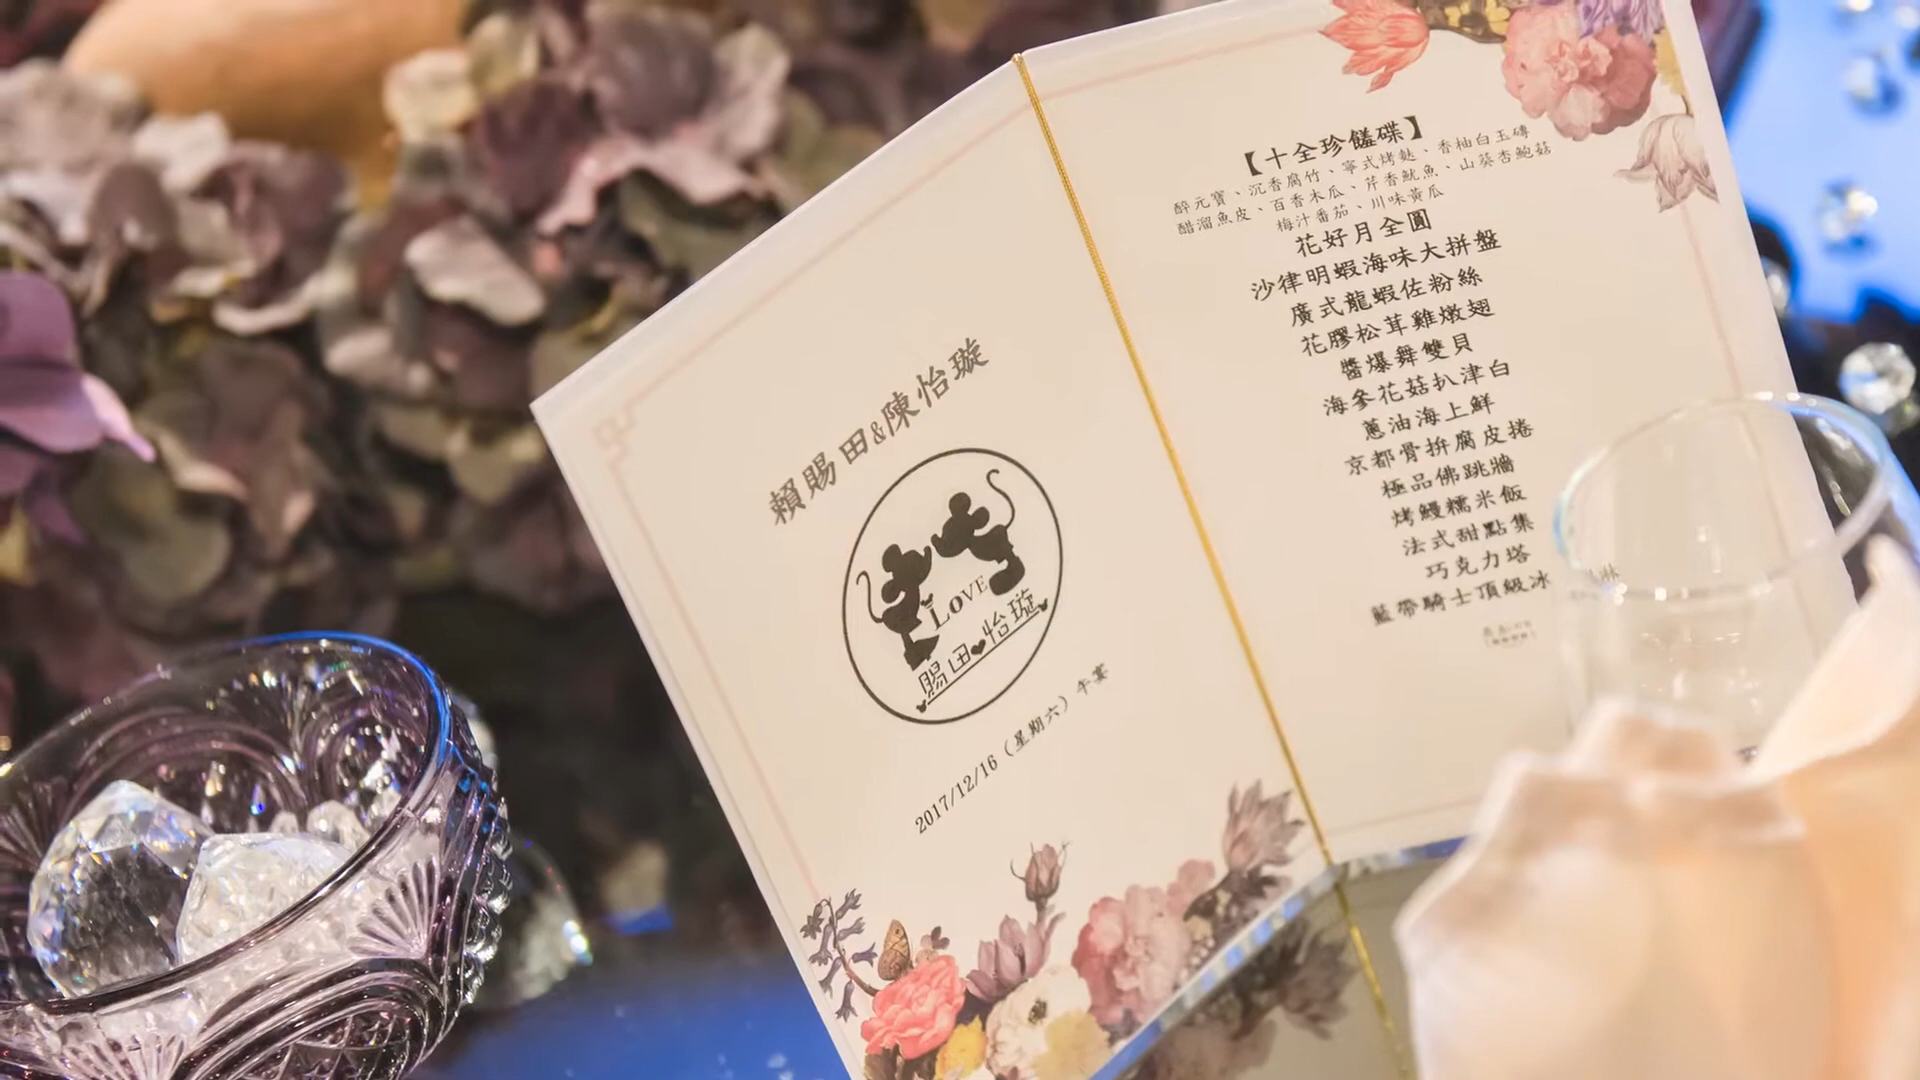 賴賜田&陳怡璇
LOVE
賜田 怡璇
2017/12/16（星期六）午宴
【十全珍饈碟】
醉元寶、沉香腐竹、寧式烤麩、香柚白玉磚
醋溜魚皮、百香木瓜、芹香魷魚、山葵杏鮑菇
梅汁番茄、川味黃瓜
花好月全圓
沙律明蝦海味大拼盤
廣式龍蝦佐粉絲
花膠松茸雞燉翅
醬爆舞雙貝
海參花菇扒津白
蔥油海上鮮
京都骨拚腐皮捲
極品佛跳牆
烤鰻糯米飯
法式甜點集
巧克力塔
藍帶騎士頂級冰淋